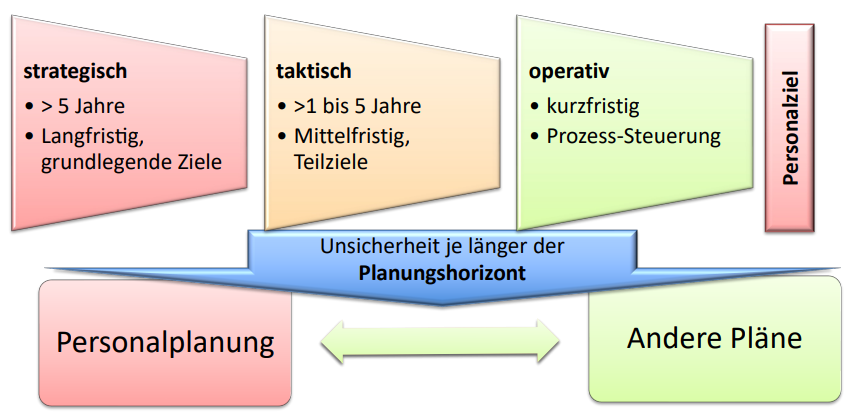 strategisch
• > 5 Jahre
• Langfristig,
grundlegende Ziele
taktisch
• >1 bis 5 Jahre
• Mittelfristig,
Teilziele
operativ
• kurzfristig
• Prozess-Steuerung
Personalziel
Unsicherheit je länger der
Planungshorizont
Personalplanung
Andere Pläne